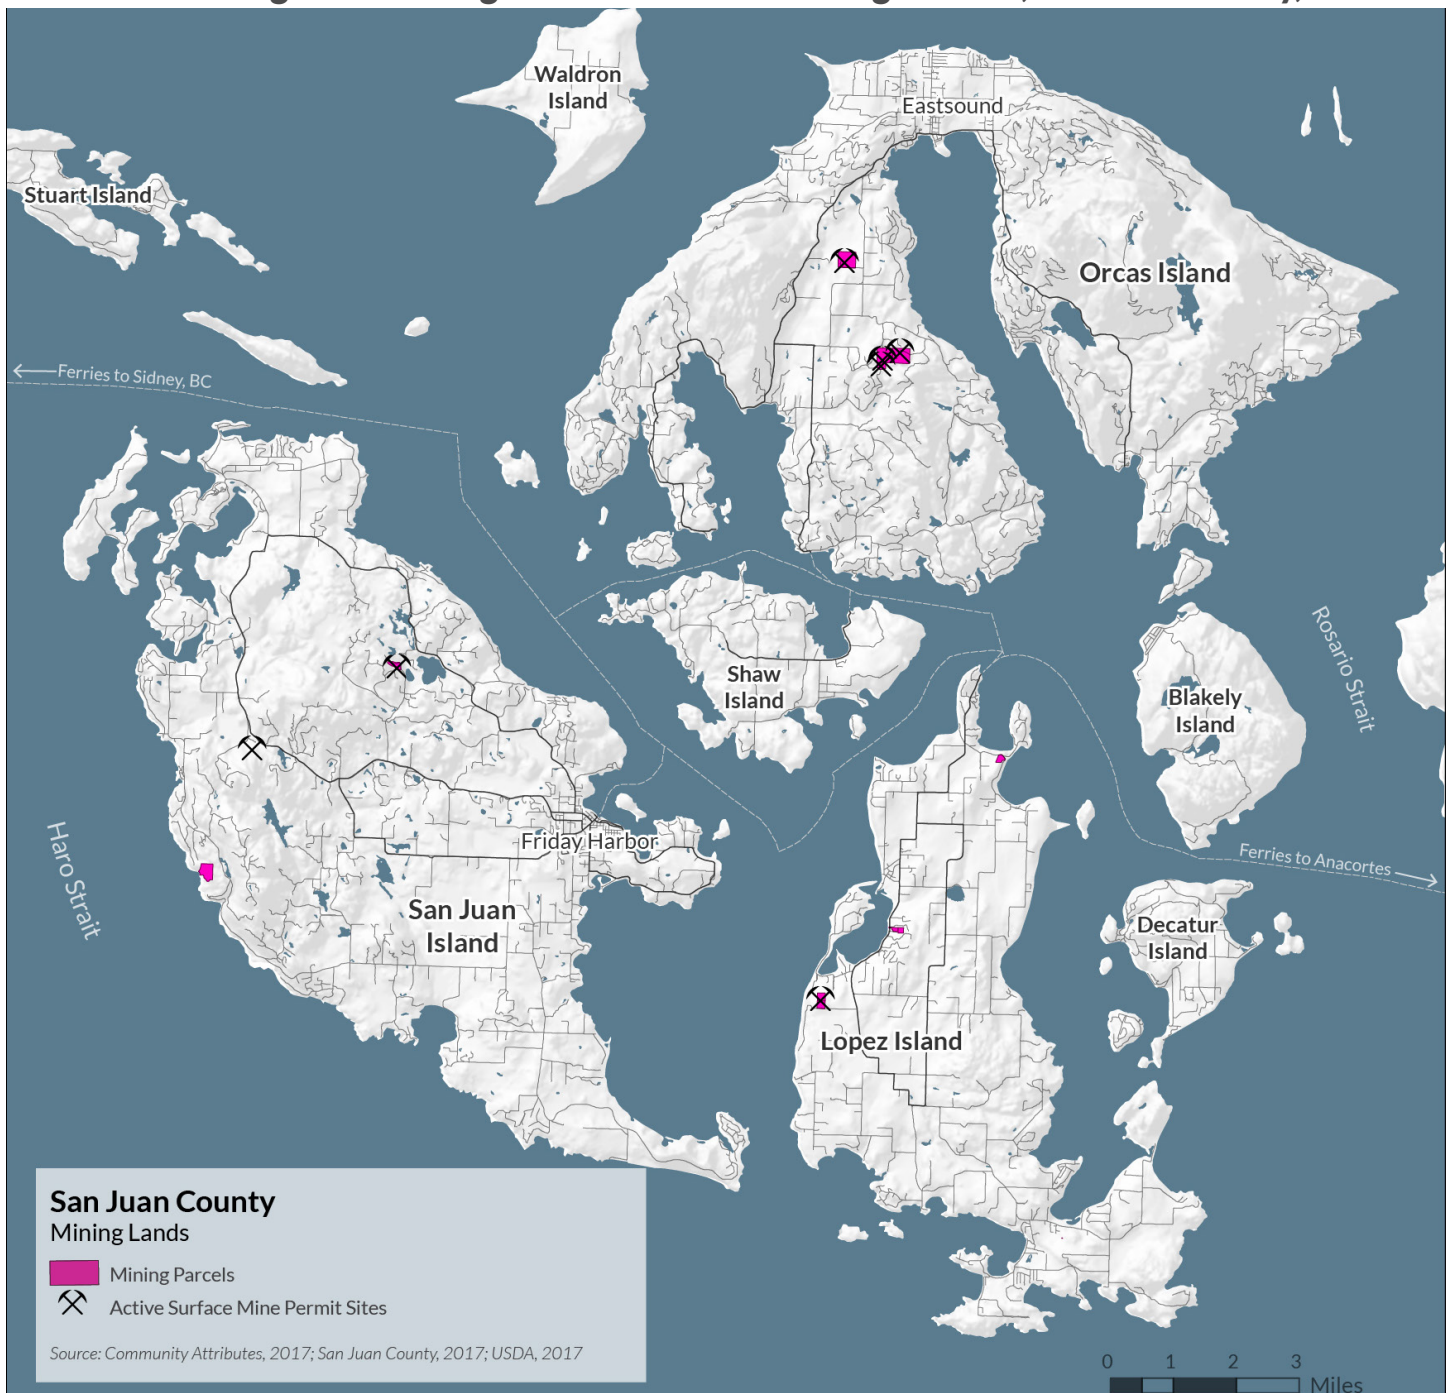 Waldron
Island
Eastsound
Stuart Island
Orcas Island
Ferries to Sidney, BC
Rosario Strait
Shaw
Island
Blakely
Island
Friday Harbor
Haro Strait
Ferries to Anacortes
San Juan
Island
Decatur
Island
Lopez Island
San Juan County
Mining Lands
Mining Parcels
Active Surface Mine Permit Sites
Source: Community Attributes, 2017; San Juan County, 2017; USDA, 2017
0 1 2 3
Miles